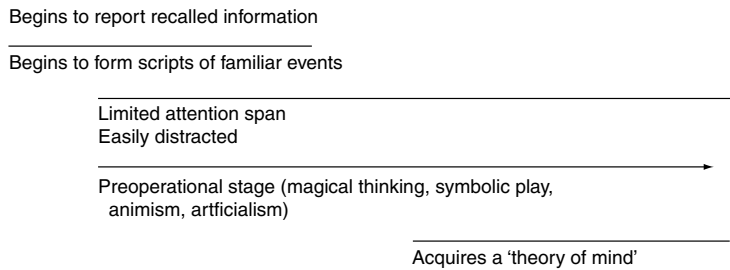 Begins to report recalled information
Begins to form scripts of familiar events
Limited attention span
Easily distracted
Preoperational stage (magical thinking, symbolic play,
animism, artficialism)
Acquires a ‘theory of mind’